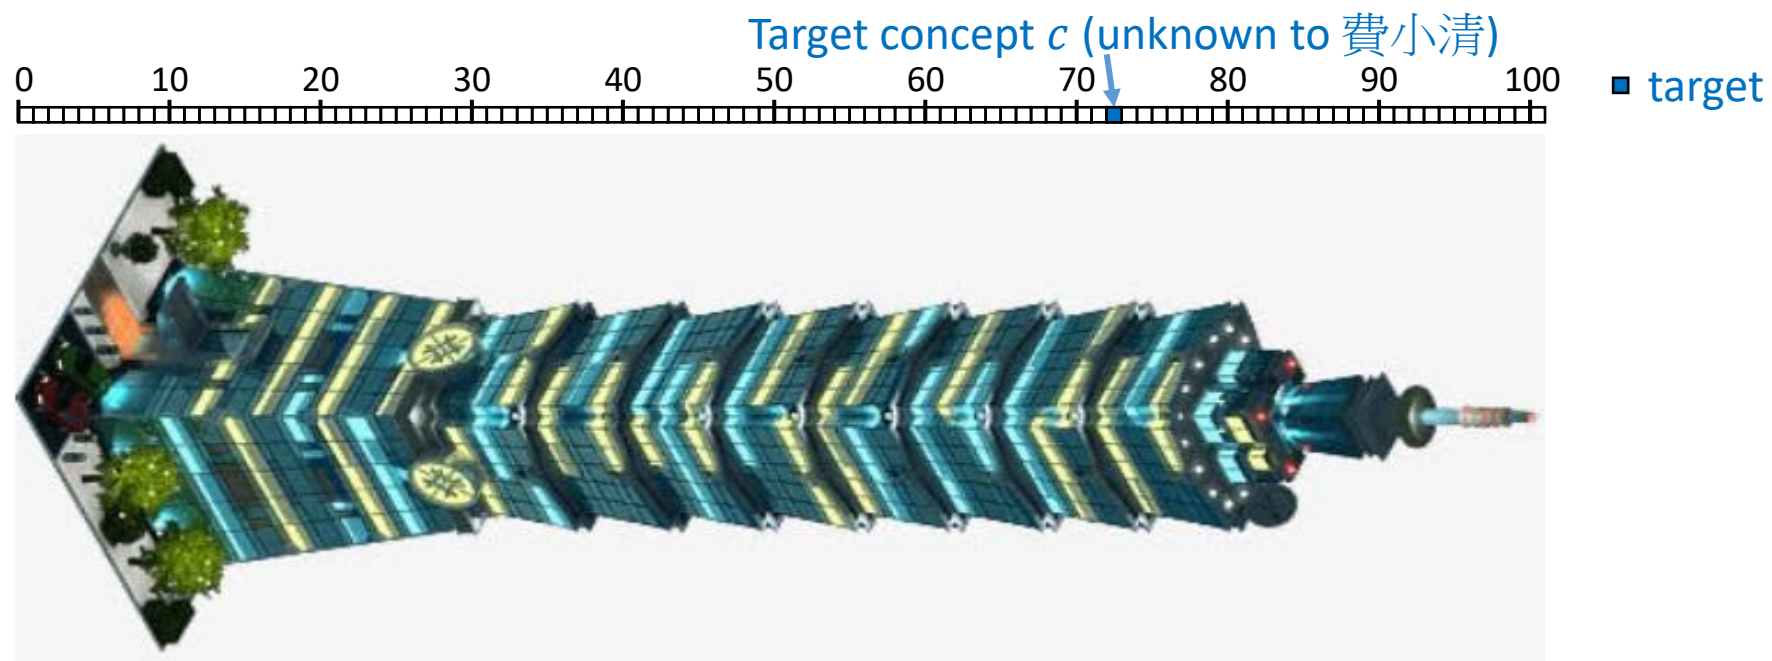 Target concept c (unknown to 費小清)
0 10 20 30 40 50 60 70 80 90 100
target